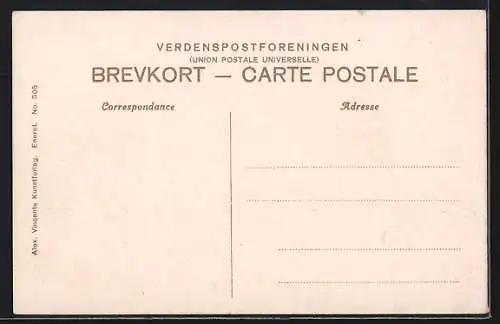 VERDENSPOSTFORENINGEN
(UNION POSTALE UNIVERSELLE)
BREVKORT — CARTE POSTALE
Correspondance
Adresse
Alex. Vincents Kunstforlag. Eneret. No. 505